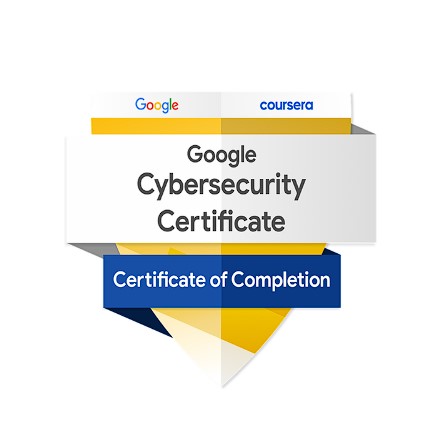 Google coursera
Google
Cybersecurity
Certificate
Certificate of Completion